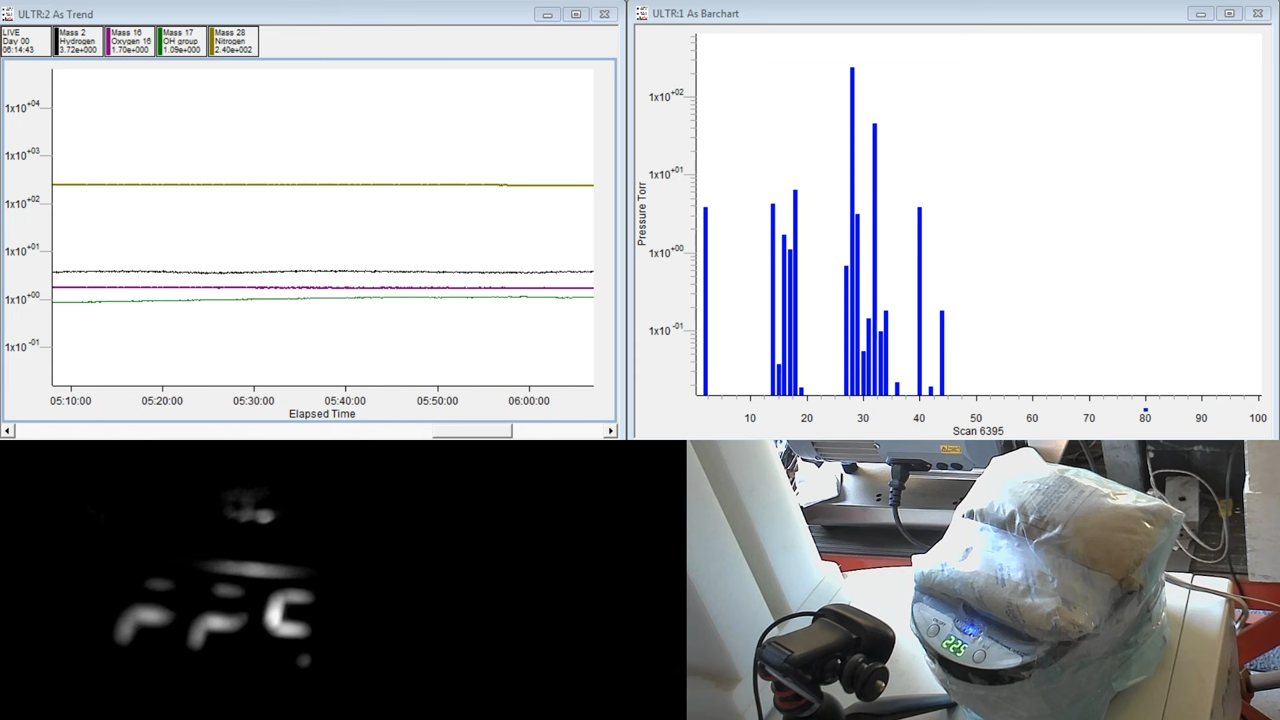 ULTR:2 As Trend
LIVE
Day 00
06:14:43
Mass 2
Hydrogen
3.72e+000
Mass 16
Oxygen 16
1.70e+000
Mass 17
OH group
1.09e+000
Mass 28
Nitrogen
2.40e+002
1x10+04
1x10+03
1x10+02
1x10+01
1x10+00
1x10-01
05:10:00 05:20:00 05:30:00 05:40:00 05:50:00 06:00:00
Elapsed Time
ULTR:1 As Barchart
Pressure Torr
1x10+02
1x10+01
1x10+00
1x10-01
10 20 30 40 50 60 70 80 90 100
Scan 6395
225